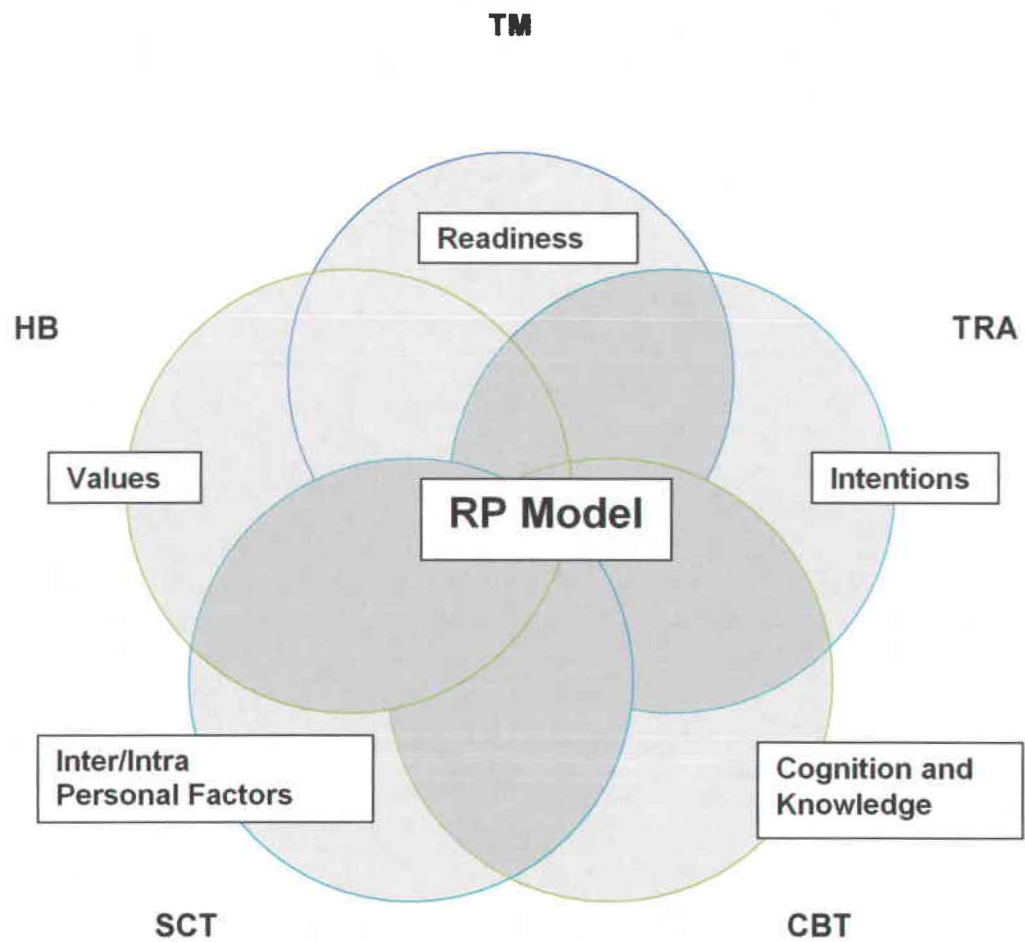 TM
Readiness
HB
TRA
Values
Intentions
RP Model
Inter/Intra
Personal Factors
Cognition and
Knowledge
SCT
CBT